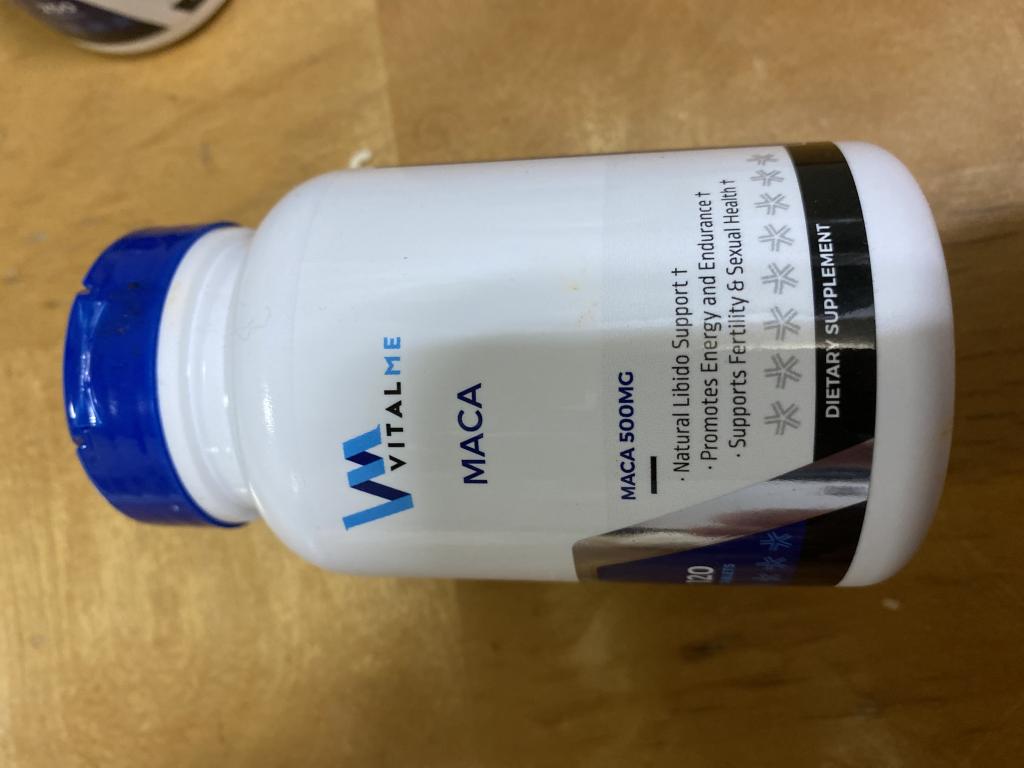 VITALME
MACA
MACA 500MG
· Natural Libido Support †
· Promotes Energy and Endurance †
· Supports Fertility & Sexual Health †
120
DIETARY SUPPLEMENT